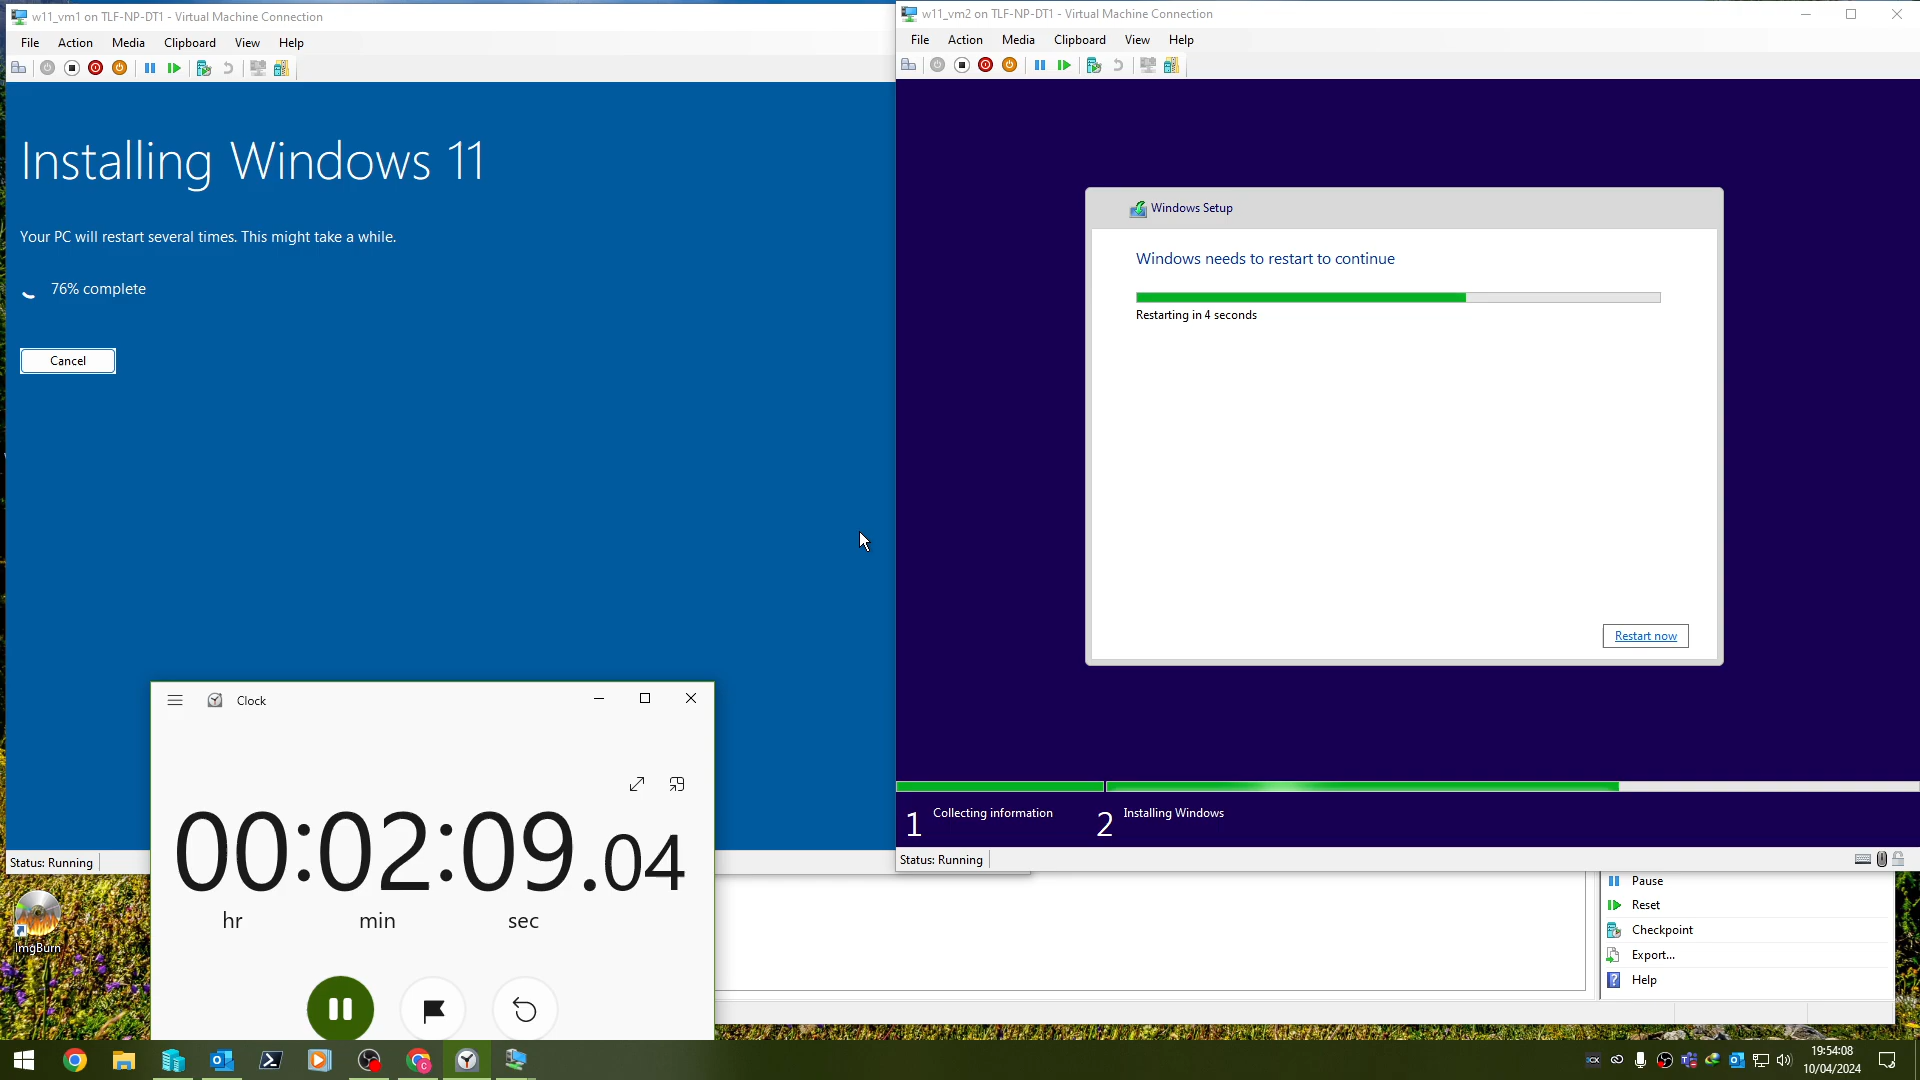 w11_vm1 on TLF-NP-DT1 - Virtual Machine Connection
File Action Media Clipboard View Help
Installing Windows 11
Your PC will restart several times. This might take a while.
76% complete
Cancel
Status: Running
w11_vm2 on TLF-NP-DT1 - Virtual Machine Connection
File Action Media Clipboard View Help
Windows Setup
Windows needs to restart to continue
Restarting in 4 seconds
Restart now
1 Collecting information 2 Installing Windows
Status: Running
Clock
00:02:09.04
hr min sec
ImgBurn
Pause
Reset
Checkpoint
Export...
Help
19:54:08
10/04/2024